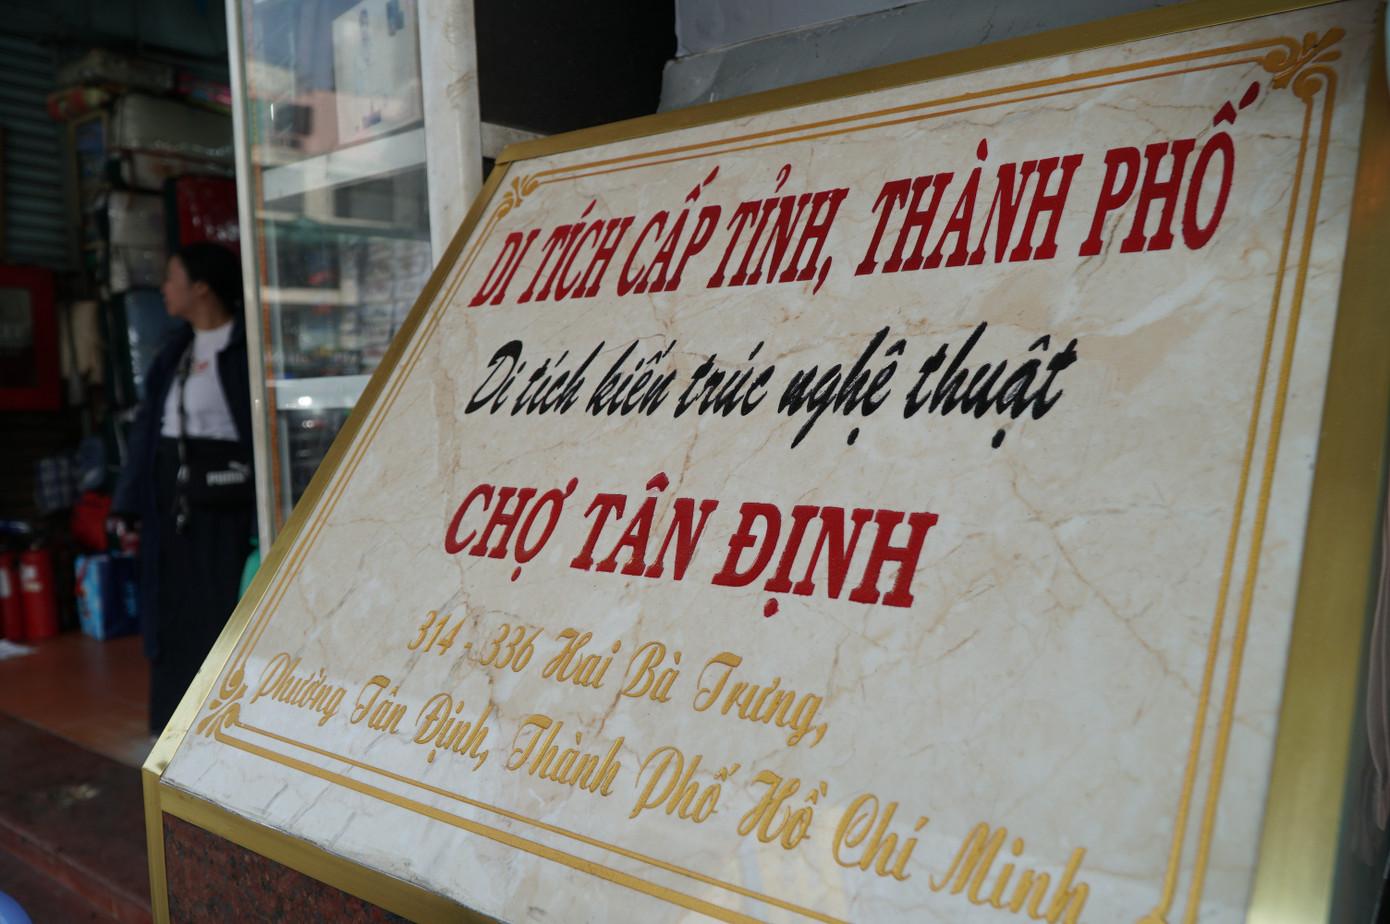 DI TÍCH CẤP TỈNH, THÀNH PHỐ
Di tích kiến trúc nghệ thuật
CHỢ TÂN ĐỊNH
314 - 336 Hai Bà Trưng,
Phường Tân Định, Thành Phố Hồ Chí Minh
PUMA